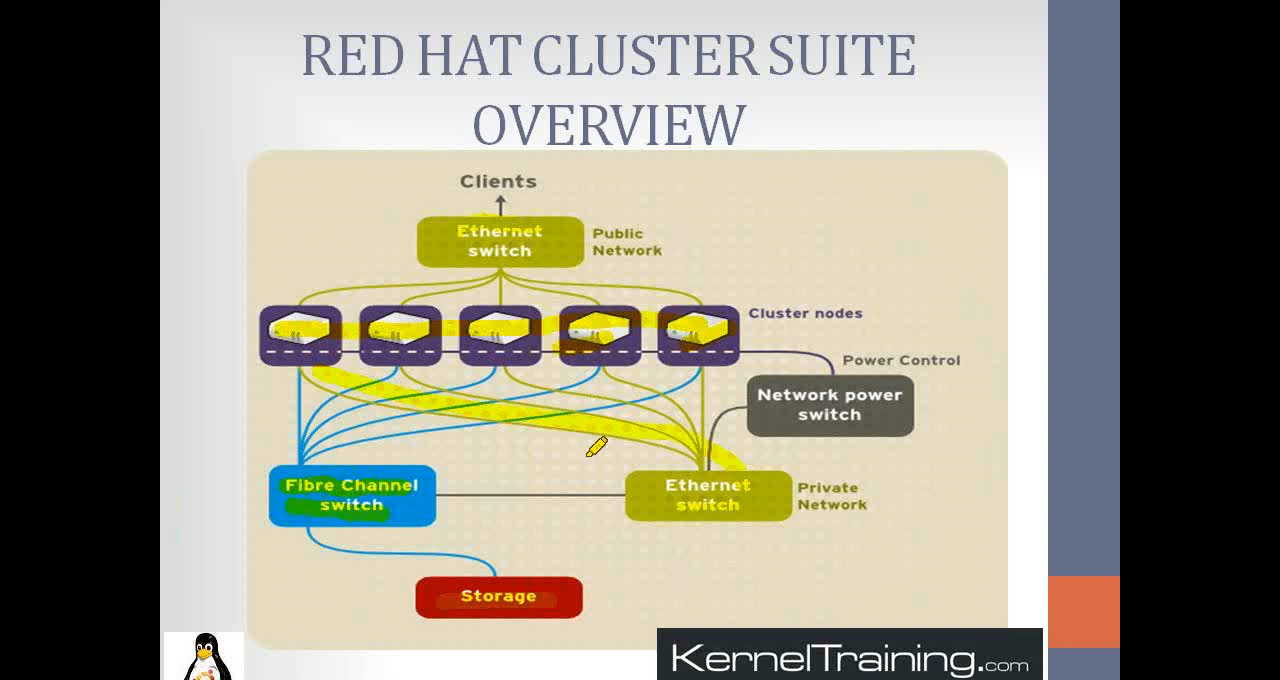 RED HAT CLUSTER SUITE
OVERVIEW
Clients
Ethernet
switch
Public
Network
Cluster nodes
Power Control
Network power
switch
Fibre Channel
switch
Ethernet
switch
Private
Network
Storage
KernelTraining.com